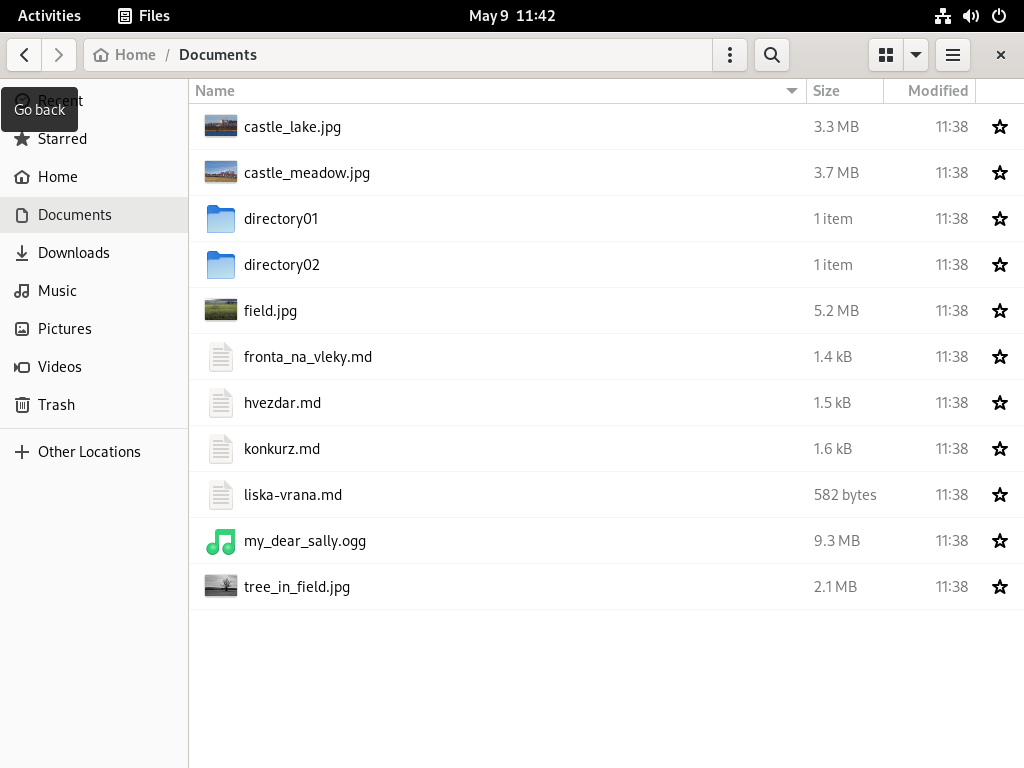 Activities Files May 9 11:42
Home / Documents
Name Size Modified
Recent
Go back
Starred
Home
Documents
Downloads
Music
Pictures
Videos
Trash
Other Locations
castle_lake.jpg 3.3 MB 11:38
castle_meadow.jpg 3.7 MB 11:38
directory01 1 item 11:38
directory02 1 item 11:38
field.jpg 5.2 MB 11:38
fronta_na_vleky.md 1.4 kB 11:38
hvezdar.md 1.5 kB 11:38
konkurz.md 1.6 kB 11:38
liska-vrana.md 582 bytes 11:38
my_dear_sally.ogg 9.3 MB 11:38
tree_in_field.jpg 2.1 MB 11:38